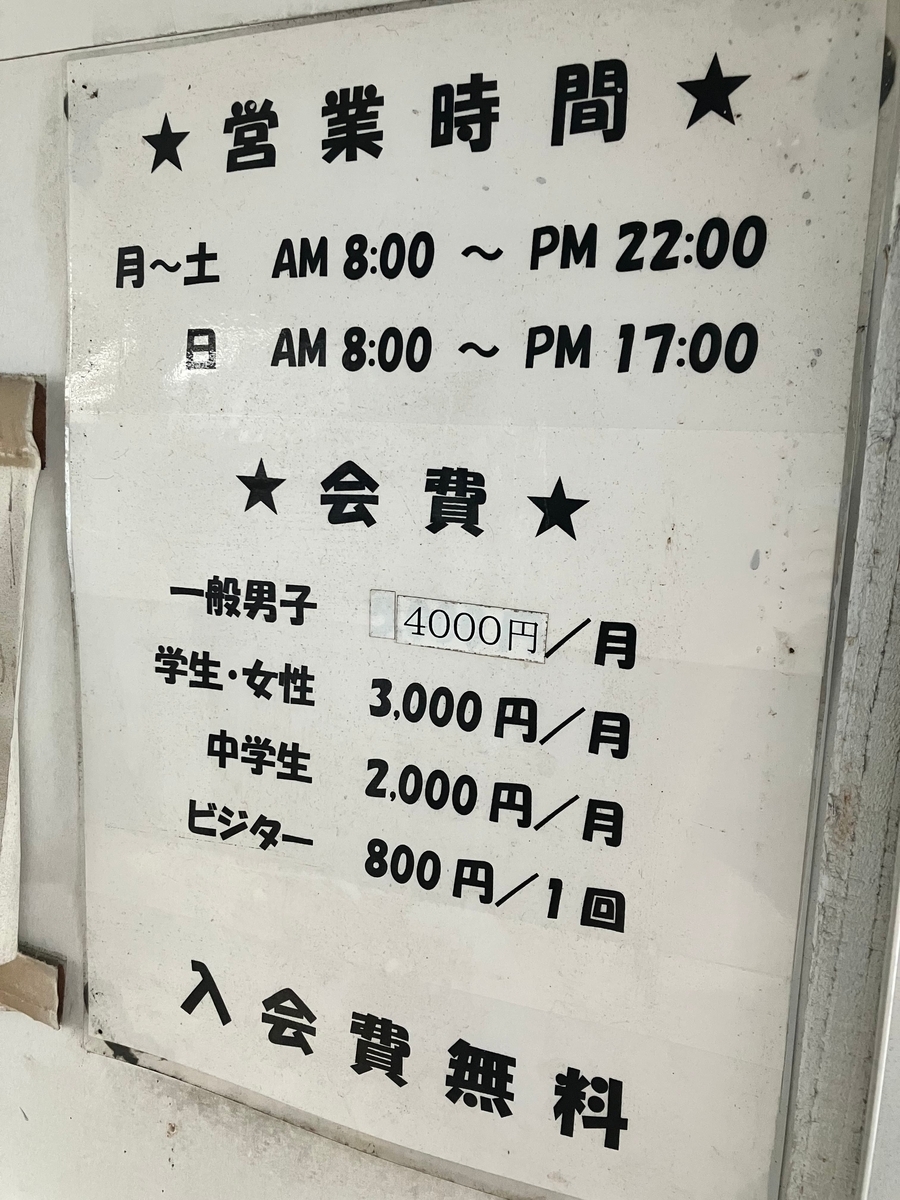 ★営業時間★
月～土 AM 8:00 ～ PM 22:00
日 AM 8:00 ～ PM 17:00
★会費★
一般男子 4000円／月
学生・女性 3,000円／月
中学生 2,000円／月
ビジター 800円／1回
入会費無料